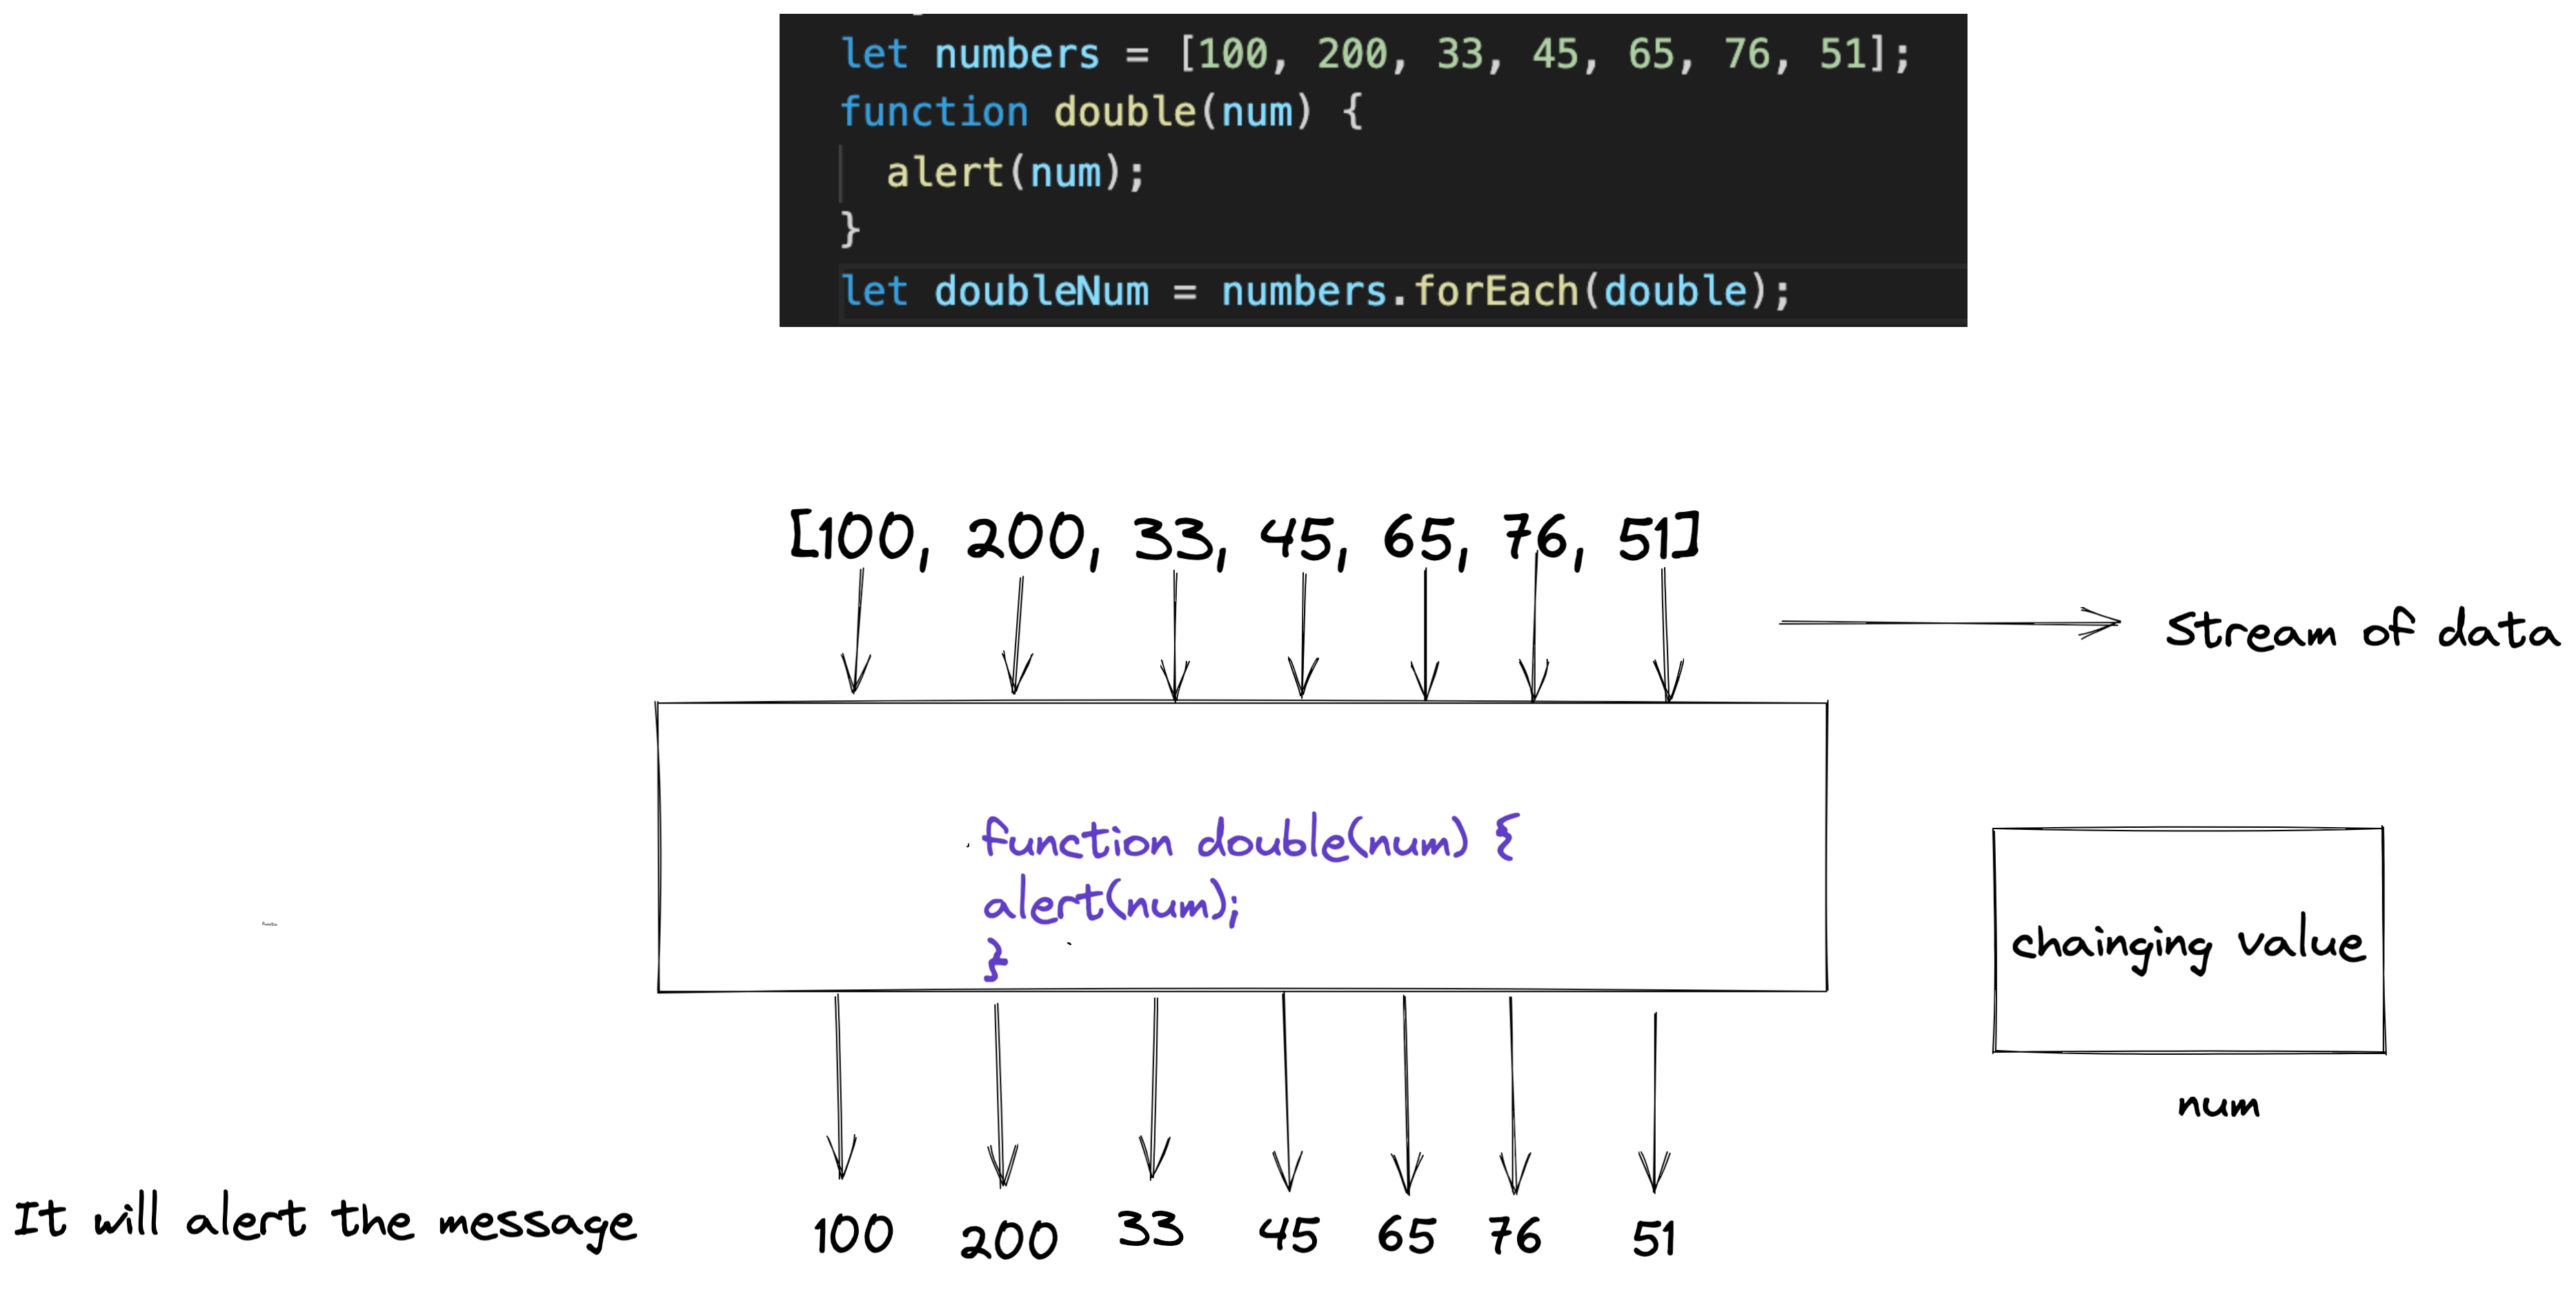 let numbers = [100, 200, 33, 45, 65, 76, 51];
function double(num) {
alert(num);
}
let doubleNum = numbers.forEach(double);
[100, 200, 33, 45, 65, 76, 51]
Stream of data
function double(num) {
alert(num);
}
chainging value
num
It will alert the message 100 200 33 45 65 76 51